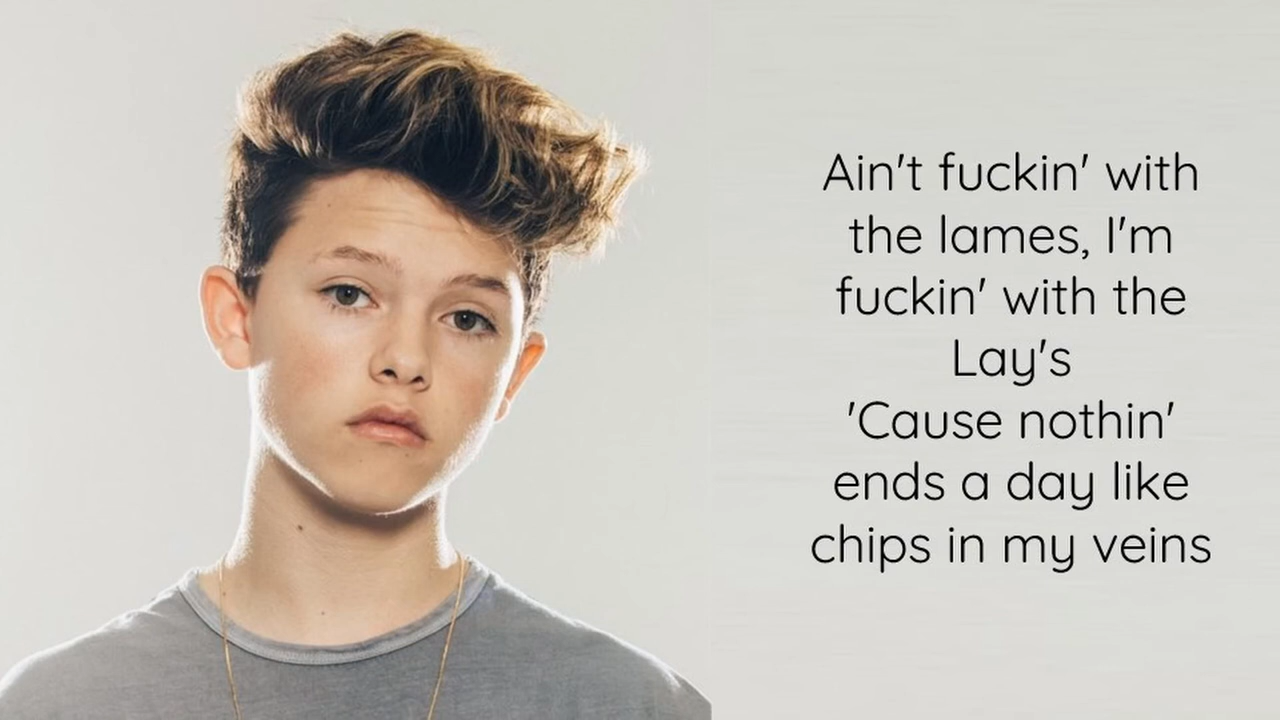 Ain't fuckin' with
the lames, I'm
fuckin' with the
Lay's
'Cause nothin'
ends a day like
chips in my veins